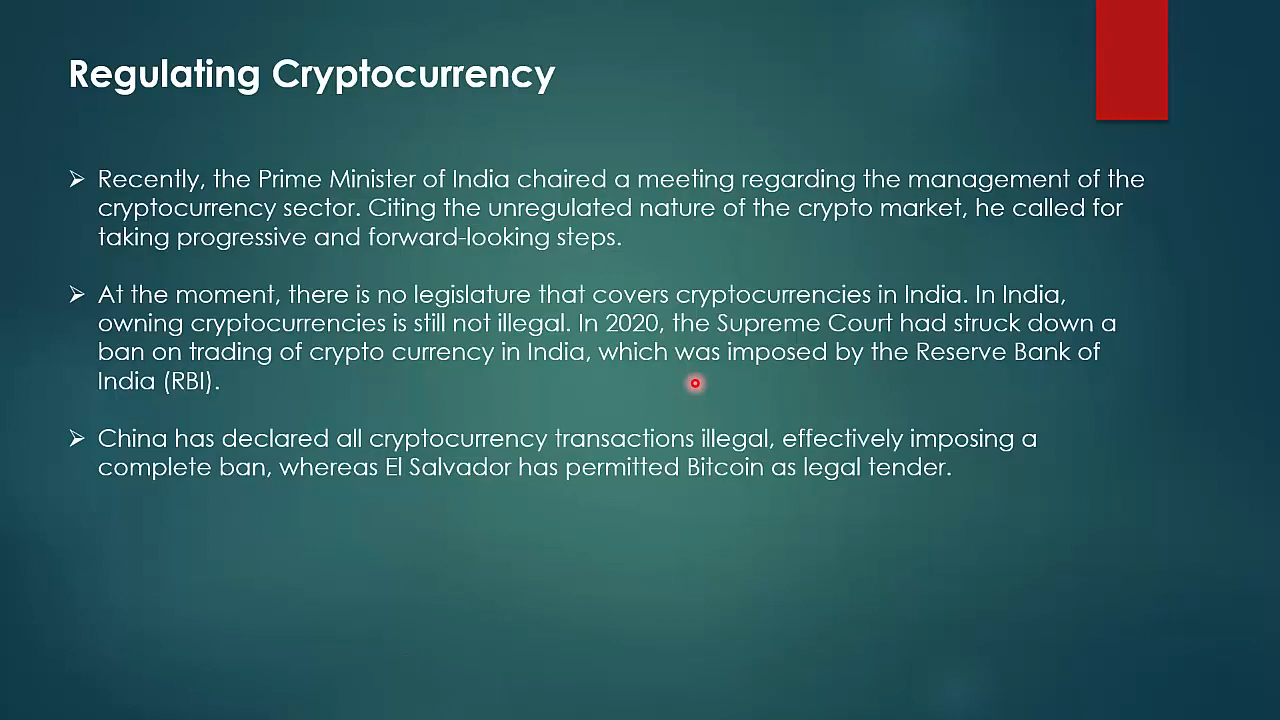 Regulating Cryptocurrency
➢ Recently, the Prime Minister of India chaired a meeting regarding the management of the
cryptocurrency sector. Citing the unregulated nature of the crypto market, he called for
taking progressive and forward-looking steps.
➢ At the moment, there is no legislature that covers cryptocurrencies in India. In India,
owning cryptocurrencies is still not illegal. In 2020, the Supreme Court had struck down a
ban on trading of crypto currency in India, which was imposed by the Reserve Bank of
India (RBI).
➢ China has declared all cryptocurrency transactions illegal, effectively imposing a
complete ban, whereas El Salvador has permitted Bitcoin as legal tender.